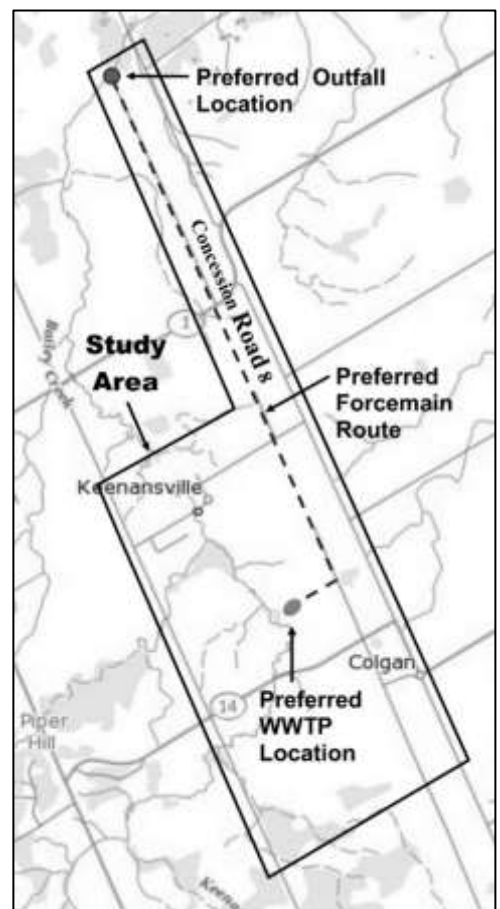 Preferred Outfall
Location
Concession Road 8
1
Study
Area
Bailey Creek
Preferred
Forcemain
Route
Keenansville
Colgan
14
Preferred
WWTP
Location
Piper
Hill